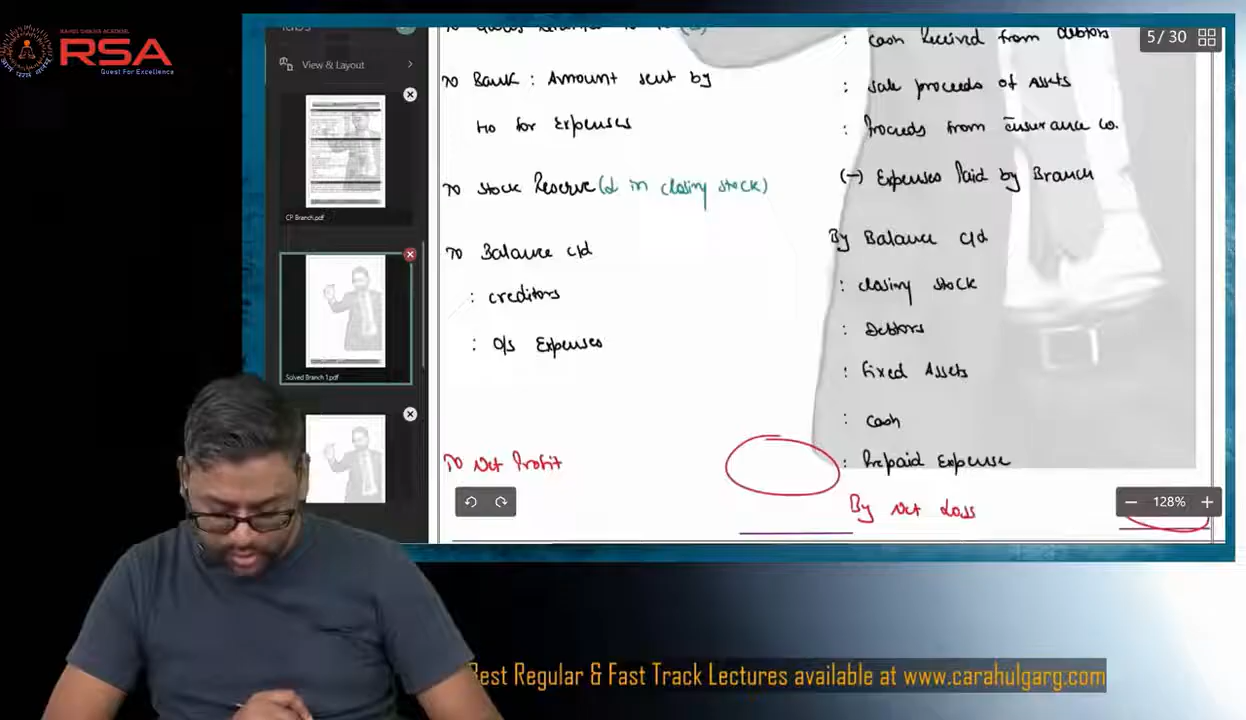 RAHUL SHARMA ACADEMY
RSA
Quest For Excellence
View & Layout
CP Branch.pdf
Solved Branch 1.pdf
5 / 30
: Cash Received from debtors
To Bank : Amount sent by
HO for Expenses
: Sale proceeds of Assets
: Proceeds from insurance co.
To Stock Reserve (L in closing stock)
(-) Expenses Paid by Branch
To Balance c/d
: Creditors
: O/s Expenses
By Balance c/d
: Closing stock
: Debtors
: Fixed Assets
: Cash
: Prepaid Expense
To Net Profit
By Net Loss
128%
Best Regular & Fast Track Lectures available at www.carahulgarg.com